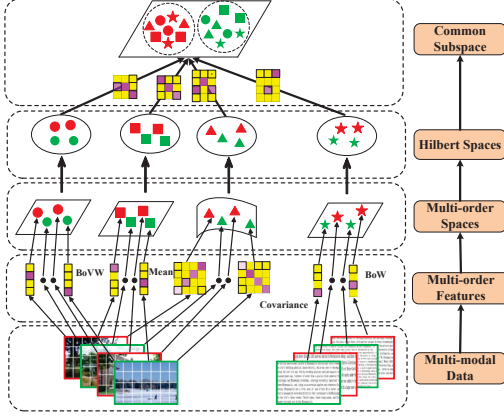 Common
Subspace
Hilbert Spaces
Multi-order
Spaces
BoVW
Mean
Covariance
BoW
Multi-order
Features
Multi-modal
Data